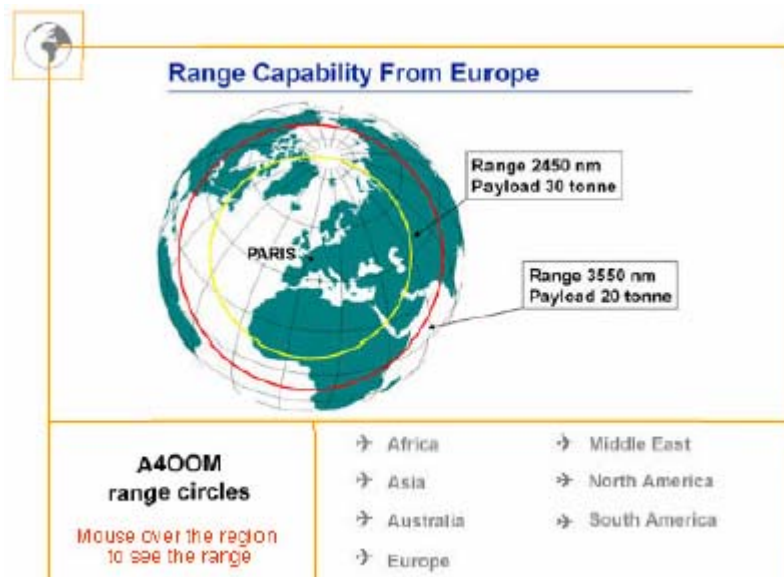 Range Capability From Europe
Range 2450 nm
Payload 30 tonne
PARIS
Range 3550 nm
Payload 20 tonne
A4OOM
range circles
Mouse over the region
to see the range
Africa
Asia
Australia
Europe
Middle East
North America
South America